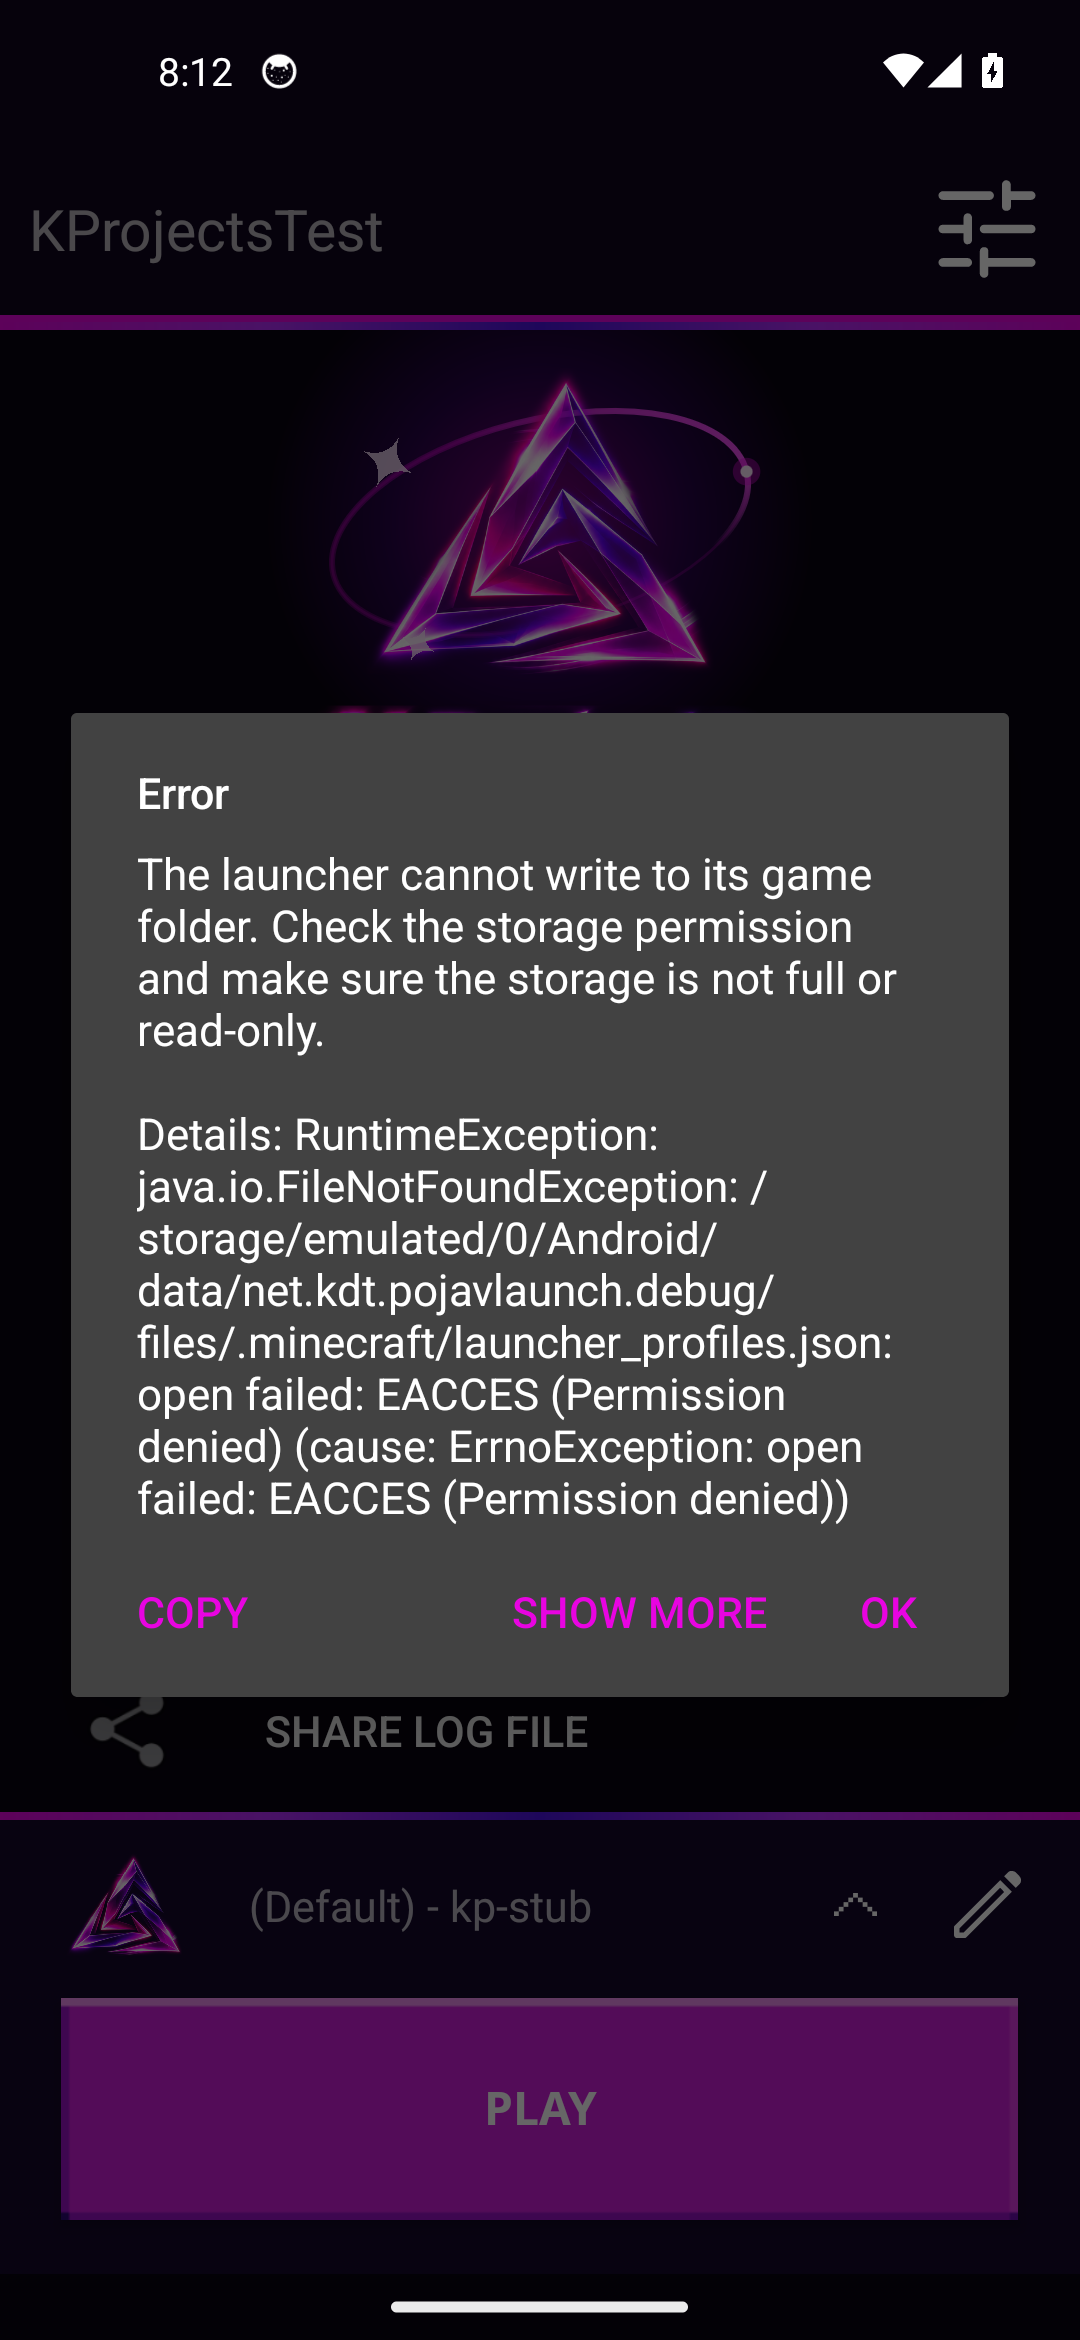 8:12
KProjectsTest
Error
The launcher cannot write to its game
folder. Check the storage permission
and make sure the storage is not full or
read-only.
Details: RuntimeException:
java.io.FileNotFoundException: /
storage/emulated/0/Android/
data/net.kdt.pojavlaunch.debug/
files/.minecraft/launcher_profiles.json:
open failed: EACCES (Permission
denied) (cause: ErrnoException: open
failed: EACCES (Permission denied))
COPY
SHOW MORE
OK
SHARE LOG FILE
(Default) - kp-stub
PLAY